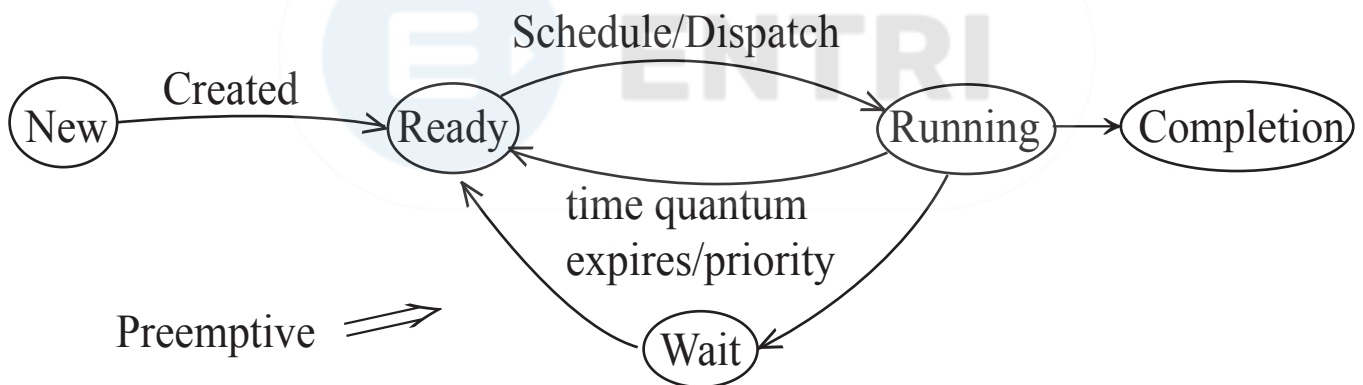 ENTRI
Schedule/Dispatch
Created
New
Ready
Running
Completion
time quantum
expires/priority
Preemptive
Wait